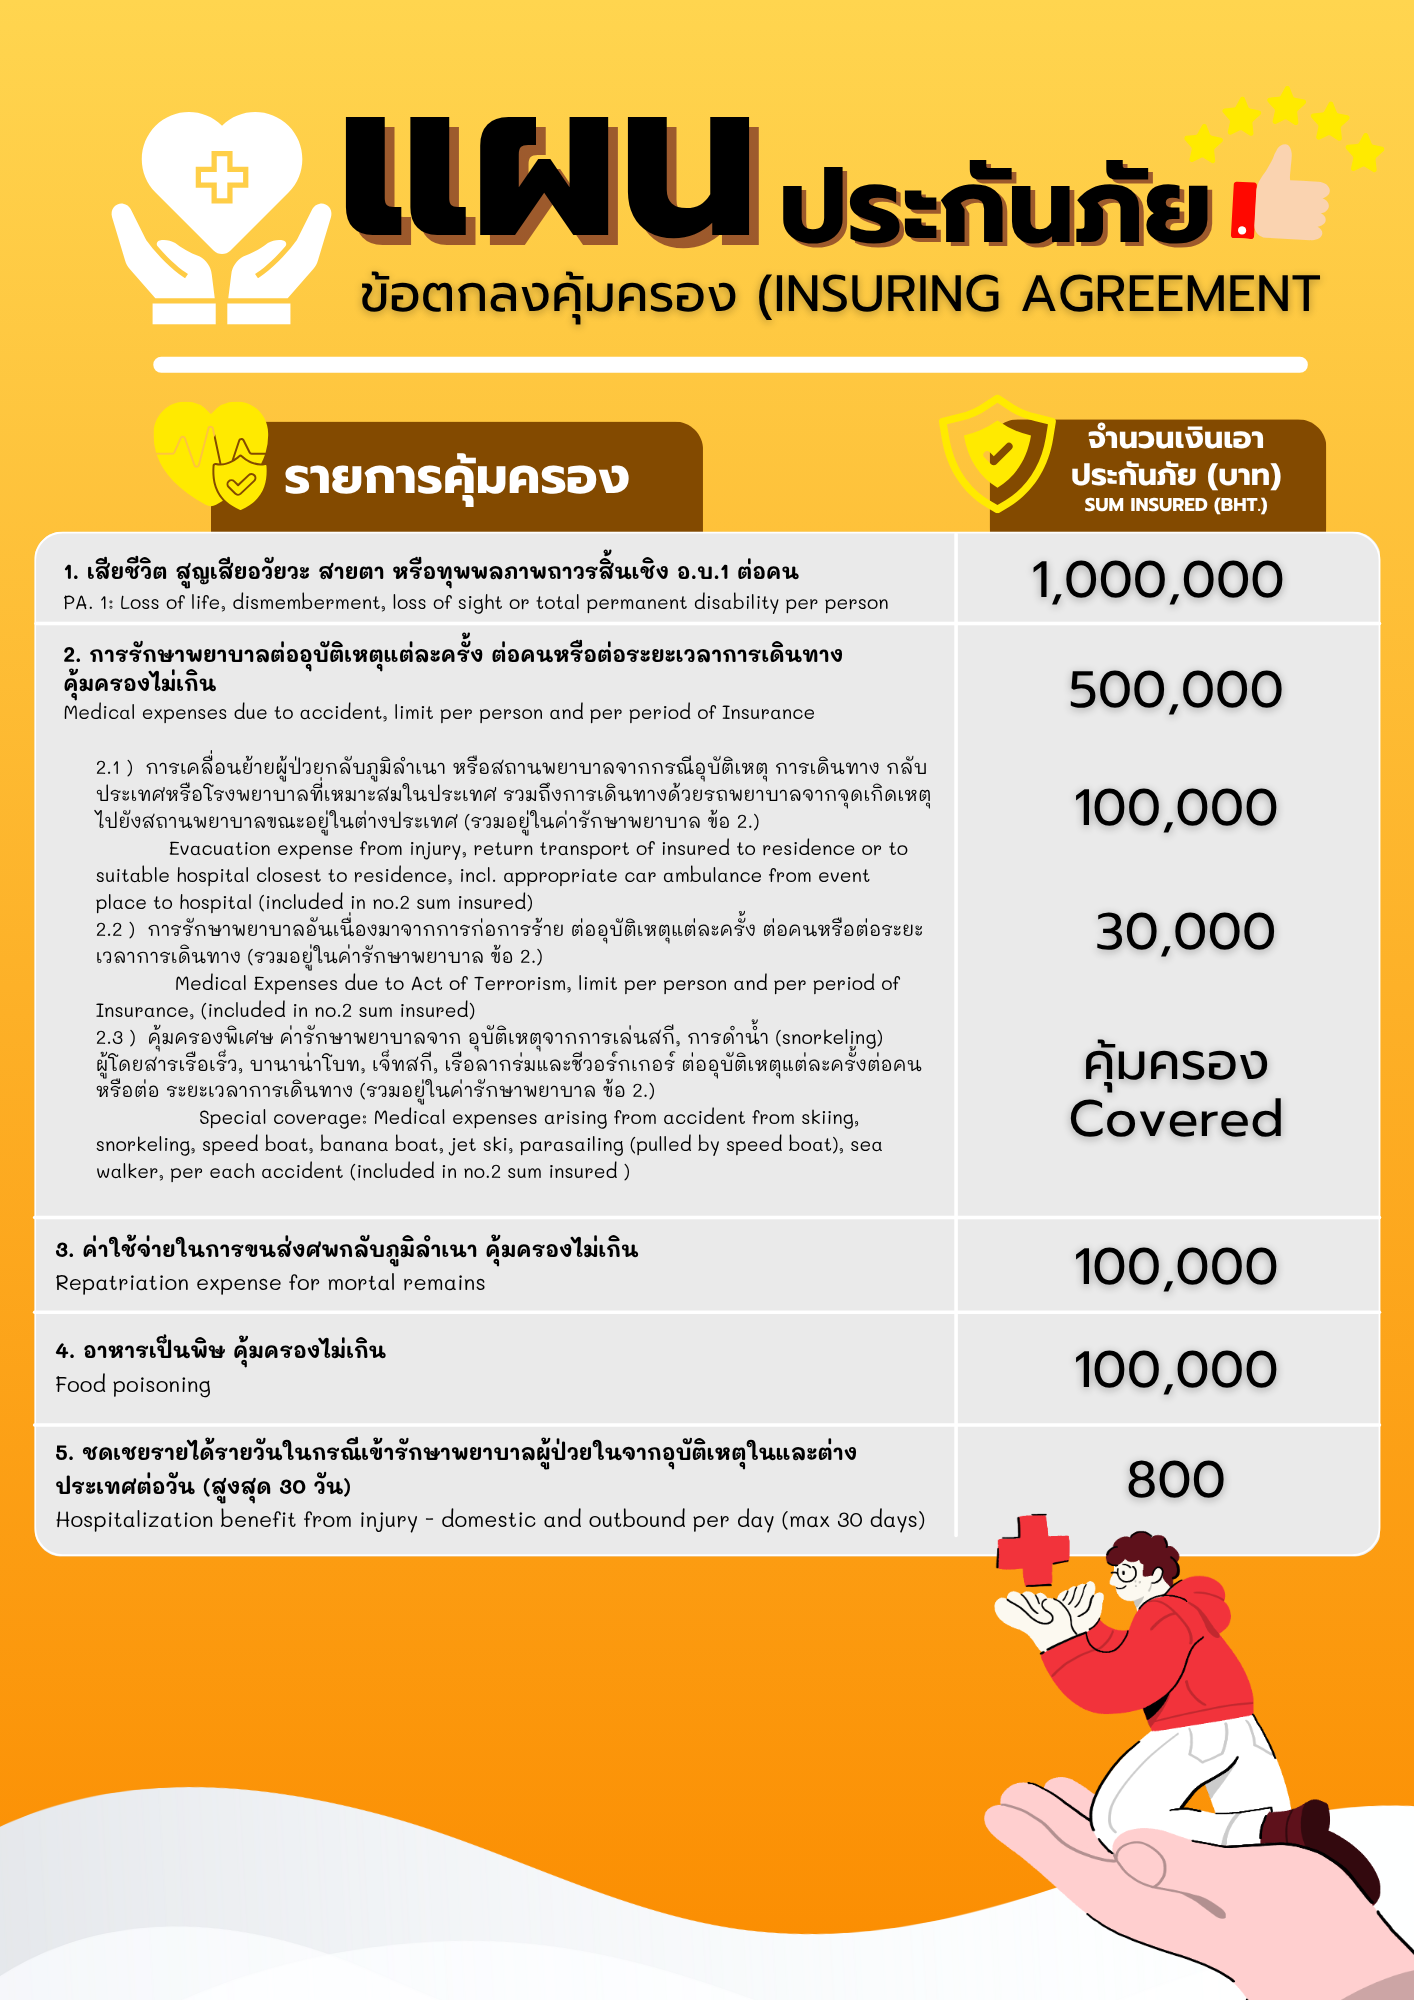 แผน ประกันภัย
ข้อตกลงคุ้มครอง (INSURING AGREEMENT
รายการคุ้มครอง
จำนวนเงินเอา
ประกันภัย (บาท)
SUM INSURED (BHT.)
1. เสียชีวิต สูญเสียอวัยวะ สายตา หรือทุพพลภาพถาวรสิ้นเชิง อ.บ.1 ต่อคน
PA. 1: Loss of life, dismemberment, loss of sight or total permanent disability per person
1,000,000
2. การรักษาพยาบาลต่ออุบัติเหตุแต่ละครั้ง ต่อคนหรือต่อระยะเวลาการเดินทาง
คุ้มครองไม่เกิน
Medical expenses due to accident, limit per person and per period of Insurance
500,000
2.1 ) การเคลื่อนย้ายผู้ป่วยกลับภูมิลำเนา หรือสถานพยาบาลจากกรณีอุบัติเหตุ การเดินทาง กลับ
ประเทศหรือโรงพยาบาลที่เหมาะสมในประเทศ รวมถึงการเดินทางด้วยรถพยาบาลจากจุดเกิดเหตุ
ไปยังสถานพยาบาลขณะอยู่ในต่างประเทศ (รวมอยู่ในค่ารักษาพยาบาล ข้อ 2.)
Evacuation expense from injury, return transport of insured to residence or to
suitable hospital closest to residence, incl. appropriate car ambulance from event
place to hospital (included in no.2 sum insured)
100,000
2.2 ) การรักษาพยาบาลอันเนื่องมาจากการก่อการร้าย ต่ออุบัติเหตุแต่ละครั้ง ต่อคนหรือต่อระยะ
เวลาการเดินทาง (รวมอยู่ในค่ารักษาพยาบาล ข้อ 2.)
Medical Expenses due to Act of Terrorism, limit per person and per period of
Insurance, (included in no.2 sum insured)
30,000
2.3 ) คุ้มครองพิเศษ ค่ารักษาพยาบาลจาก อุบัติเหตุจากการเล่นสกี, การดำน้ำ (snorkeling)
ผู้โดยสารเรือเร็ว, บานาน่าโบท, เจ็ทสกี, เรือลากร่มและซีวอร์กเกอร์ ต่ออุบัติเหตุแต่ละครั้งต่อคน
หรือต่อ ระยะเวลาการเดินทาง (รวมอยู่ในค่ารักษาพยาบาล ข้อ 2.)
Special coverage: Medical expenses arising from accident from skiing,
snorkeling, speed boat, banana boat, jet ski, parasailing (pulled by speed boat), sea
walker, per each accident (included in no.2 sum insured )
คุ้มครอง
Covered
3. ค่าใช้จ่ายในการขนส่งศพกลับภูมิลำเนา คุ้มครองไม่เกิน
Repatriation expense for mortal remains
100,000
4. อาหารเป็นพิษ คุ้มครองไม่เกิน
Food poisoning
100,000
5. ชดเชยรายได้รายวันในกรณีเข้ารักษาพยาบาลผู้ป่วยในจากอุบัติเหตุในและต่าง
ประเทศต่อวัน (สูงสุด 30 วัน)
Hospitalization benefit from injury - domestic and outbound per day (max 30 days)
800